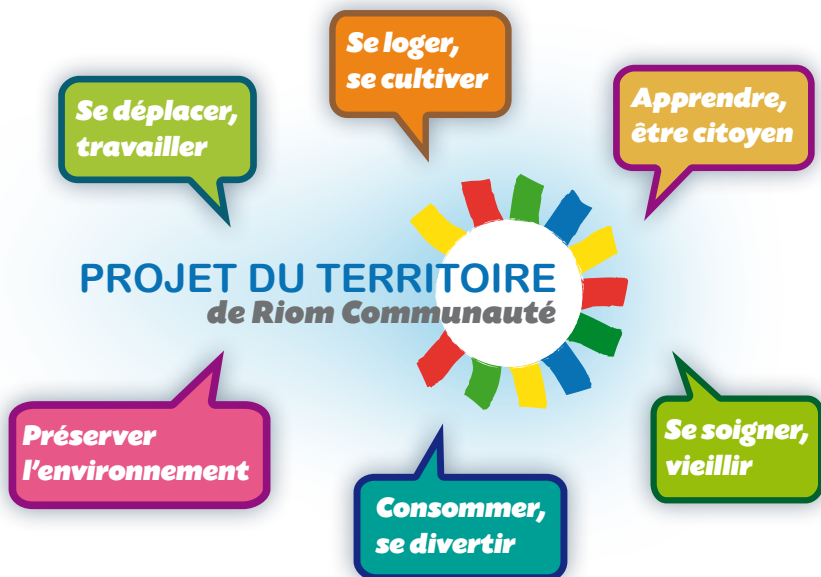 Se loger,
se cultiver
Se déplacer,
travailler
Apprendre,
être citoyen
PROJET DU TERRITOIRE
de Riom Communauté
Préserver
l'environnement
Se soigner,
vieillir
Consommer,
se divertir